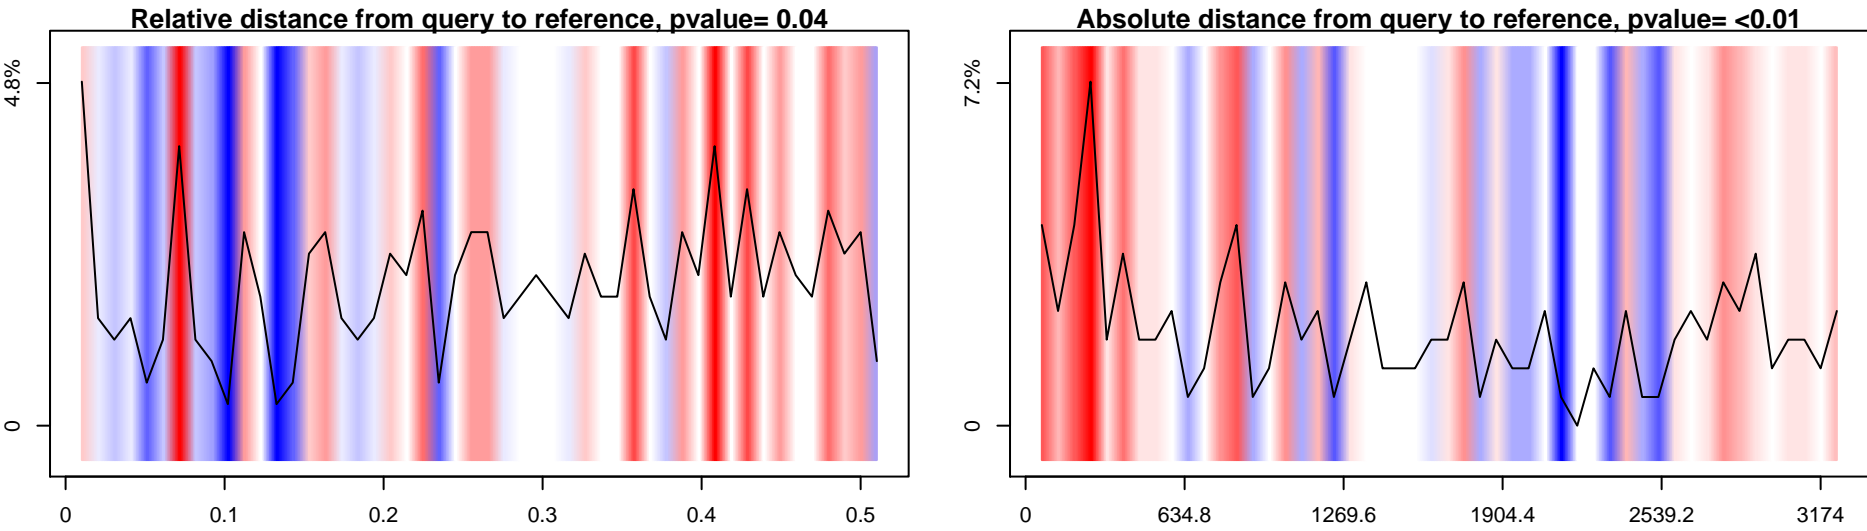 Relative distance from query to reference, pvalue= 0.04
4.8%
0
0 0.1 0.2 0.3 0.4 0.5
Absolute distance from query to reference, pvalue= <0.01
7.2%
0
0 634.8 1269.6 1904.4 2539.2 3174